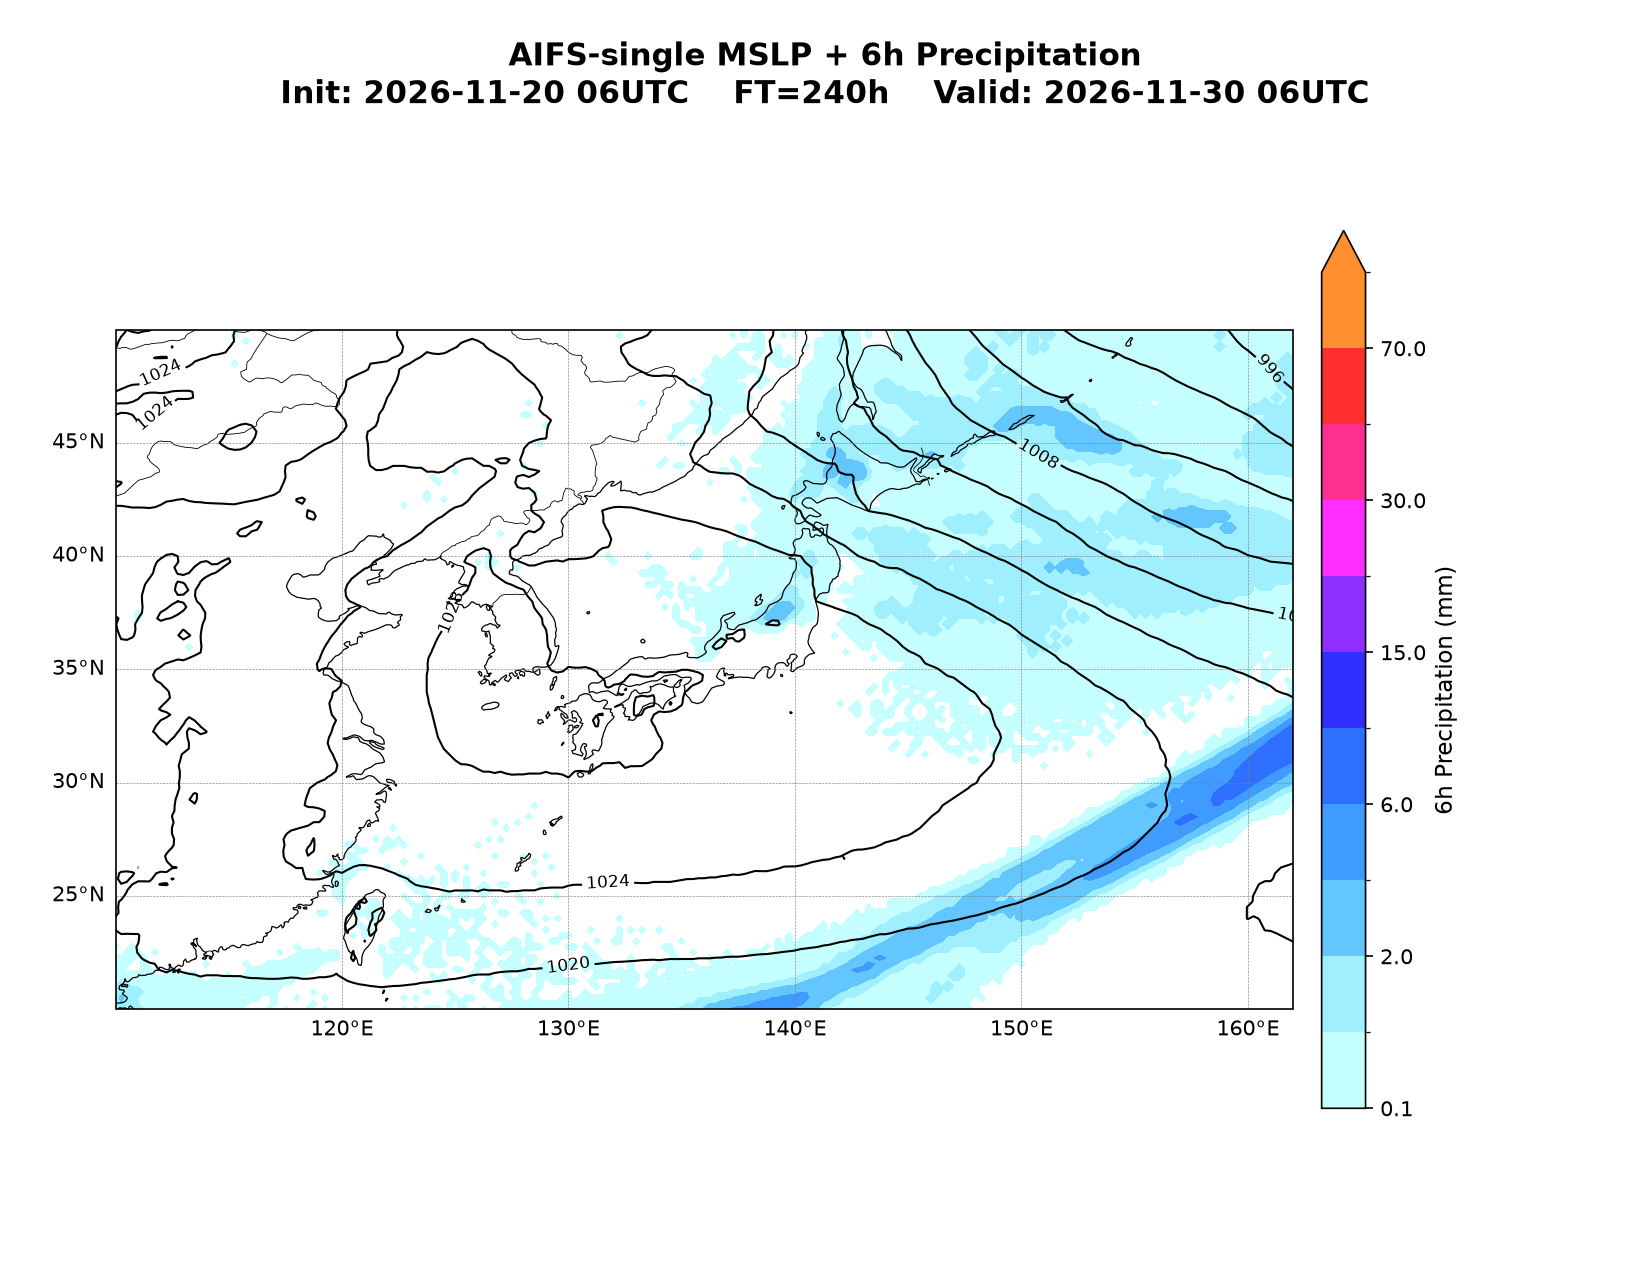 AIFS-single MSLP + 6h Precipitation
Init: 2026-11-20 06UTC    FT=240h    Valid: 2026-11-30 06UTC
1024
1024
996
1008
1028
1024
1020
45°N
40°N
35°N
30°N
25°N
120°E
130°E
140°E
150°E
160°E
70.0
30.0
15.0
6.0
2.0
0.1
6h Precipitation (mm)